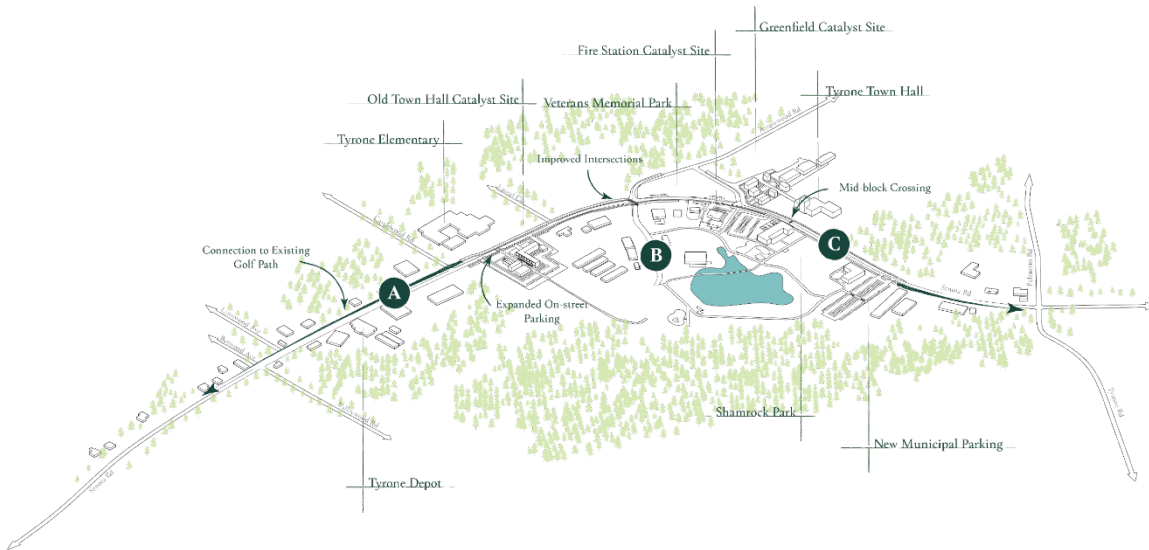 Greenfield Catalyst Site
Fire Station Catalyst Site
Tyrone Town Hall
Old Town Hall Catalyst Site
Veterans Memorial Park
Tyrone Elementary
Improved Intersections
Mid-block Crossing
Connection to Existing
Golf Path
A
B
C
Expanded On-street
Parking
Senoia Rd
Palmetto Rd
Shamrock Park
New Municipal Parking
Tyrone Rd
Senoia Rd
Tyrone Depot